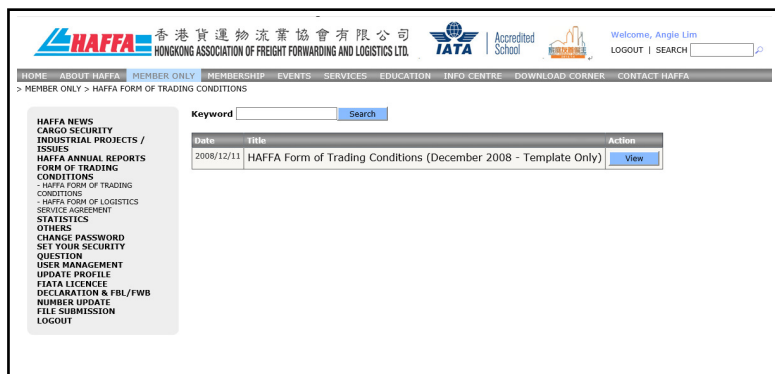 HAFFA 香港貨運物流業協會有限公司
HONGKONG ASSOCIATION OF FREIGHT FORWARDING AND LOGISTICS LTD.
IATA Accredited School
Welcome, Angie Lim
LOGOUT | SEARCH
HOME ABOUT HAFFA MEMBER ONLY MEMBERSHIP EVENTS SERVICES EDUCATION INFO CENTRE DOWNLOAD CORNER CONTACT HAFFA
> MEMBER ONLY > HAFFA FORM OF TRADING CONDITIONS
HAFFA NEWS
CARGO SECURITY
INDUSTRIAL PROJECTS /
ISSUES
HAFFA ANNUAL REPORTS
FORM OF TRADING
CONDITIONS
- HAFFA FORM OF TRADING
CONDITIONS
- HAFFA FORM OF LOGISTICS
SERVICE AGREEMENT
STATISTICS
OTHERS
CHANGE PASSWORD
SET YOUR SECURITY
QUESTION
USER MANAGEMENT
UPDATE PROFILE
FIATA LICENCEE
DECLARATION & FBL/FWB
NUMBER UPDATE
FILE SUBMISSION
LOGOUT
Keyword Search
Date Title Action
2008/12/11 HAFFA Form of Trading Conditions (December 2008 - Template Only) View